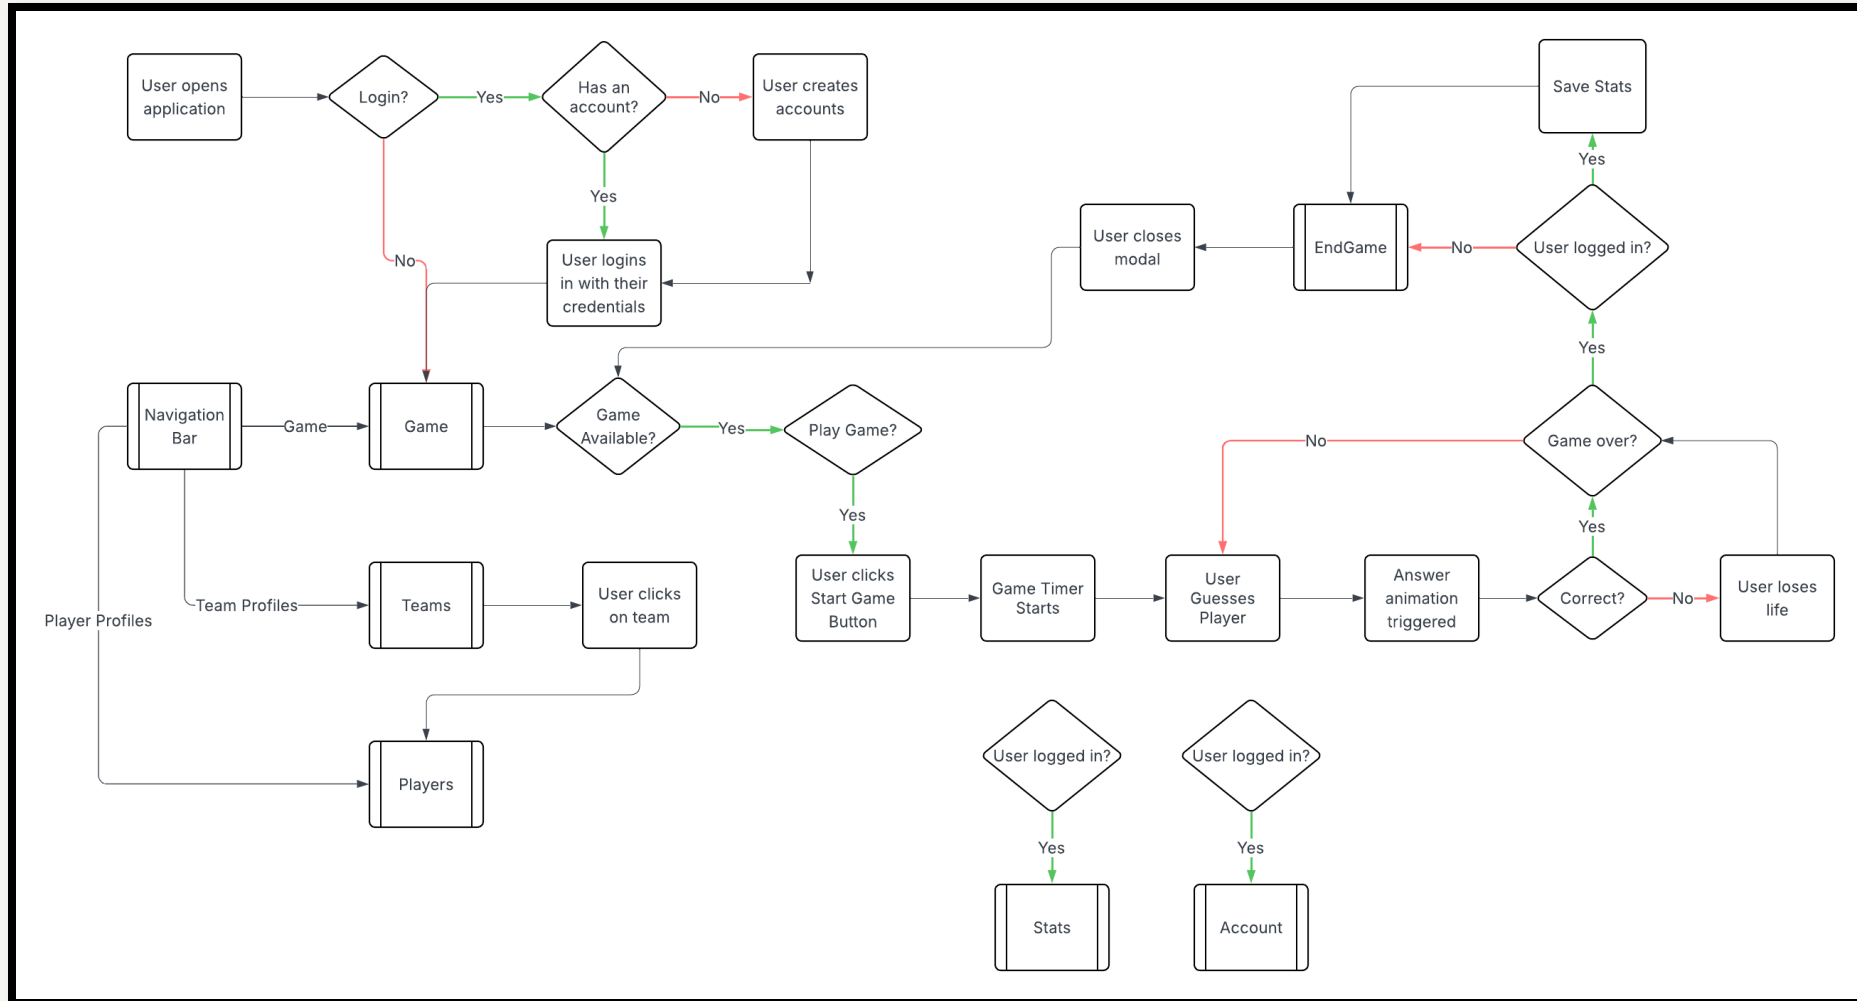 User opens
application
Login?
Yes
Has an
account?
No
User creates
accounts
Yes
No
User logins
in with their
credentials
Save Stats
Yes
User logged in?
No
EndGame
User closes
modal
Yes
Navigation
Bar
Game
Game
Game
Available?
Yes
Play Game?
Yes
No
Game over?
Yes
User clicks
Start Game
Button
Game Timer
Starts
User
Guesses
Player
Answer
animation
triggered
Correct?
No
User loses
life
Team Profiles
Teams
User clicks
on team
Player Profiles
Players
User logged in?
Yes
Stats
User logged in?
Yes
Account